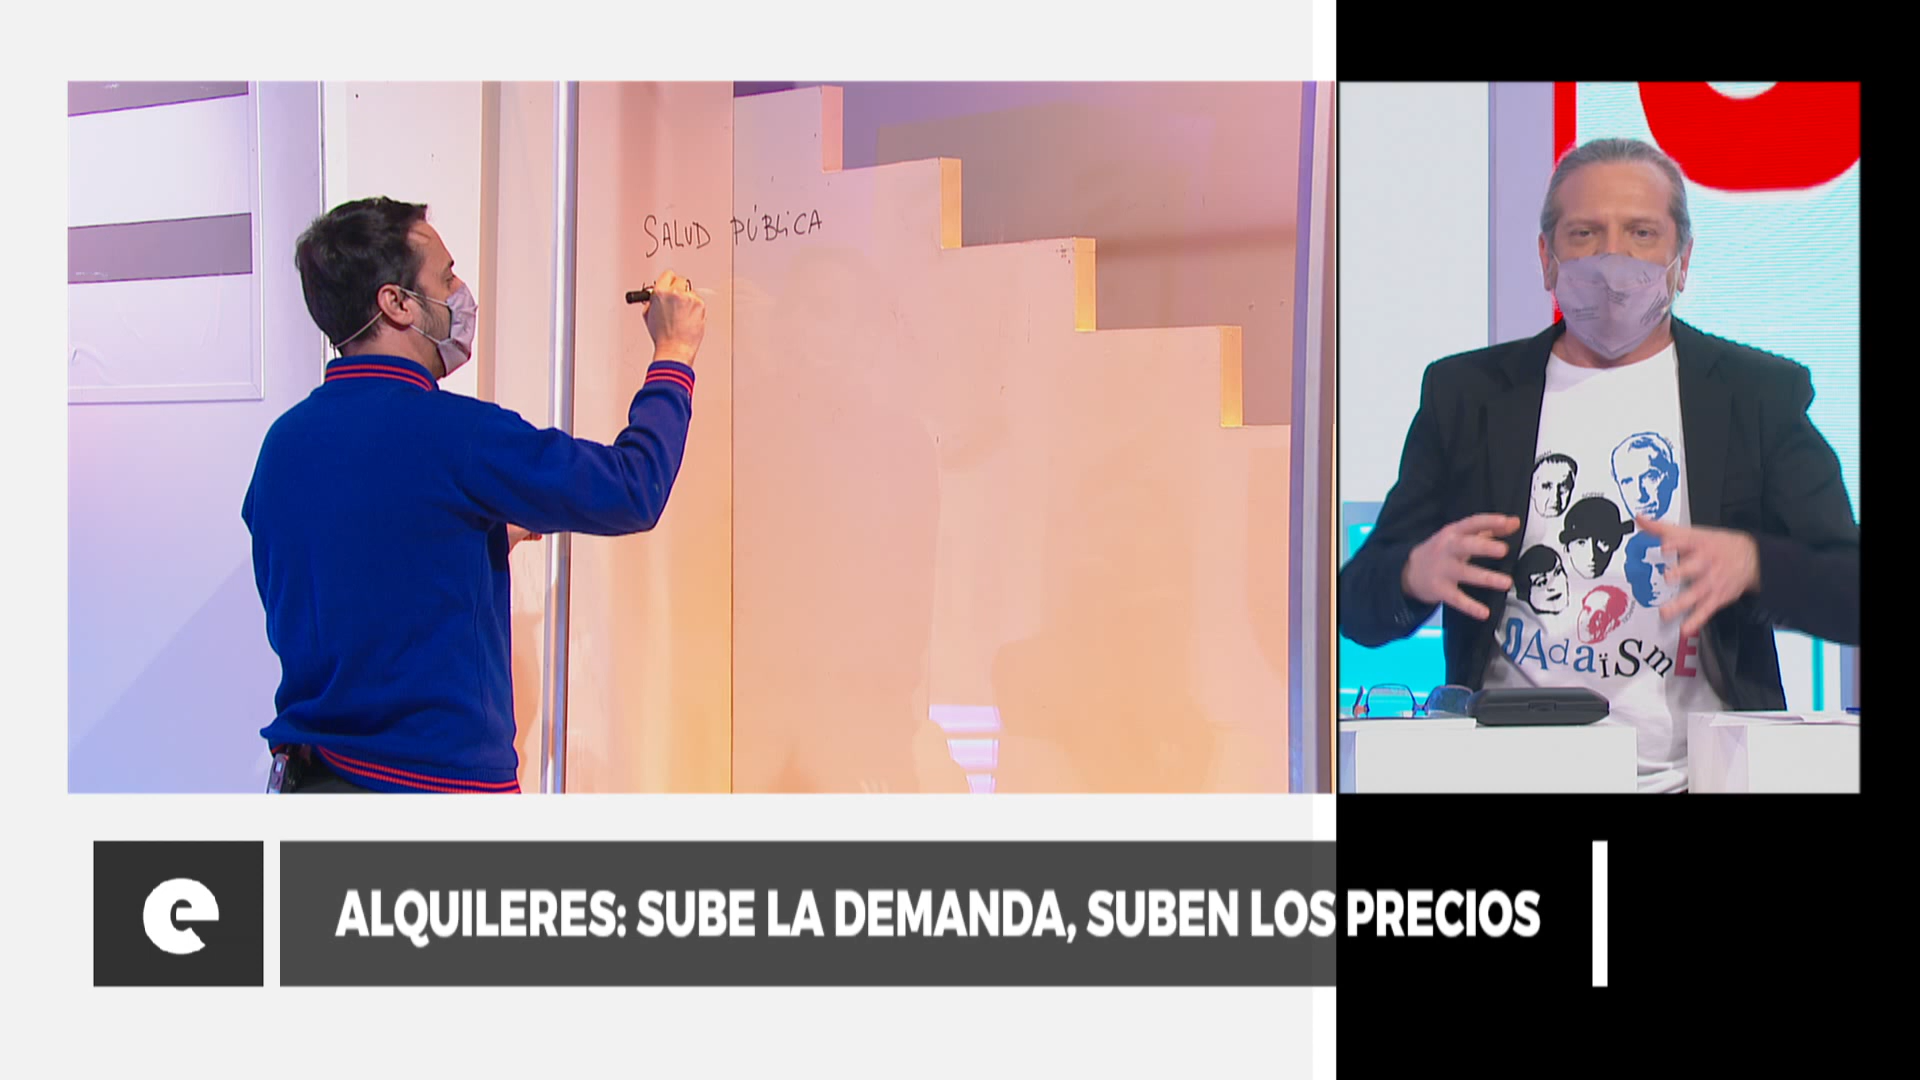 SALUD PÚBLICA
DAdaïSmE
e
ALQUILERES: SUBE LA DEMANDA, SUBEN LOS PRECIOS